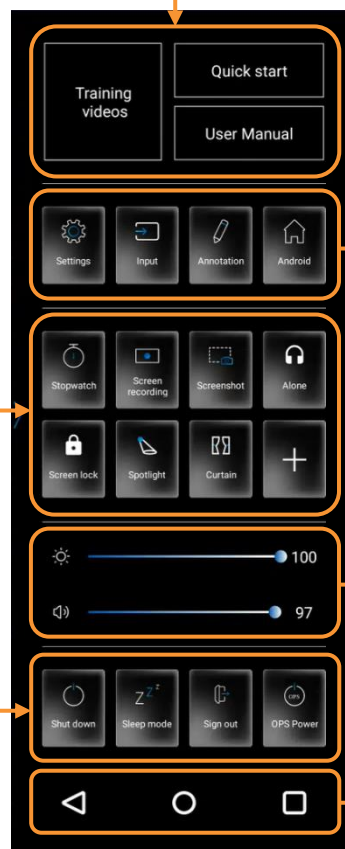 Training
videos
Quick start
User Manual
Settings
Input
Annotation
Android
Stopwatch
Screen
recording
Screenshot
Alone
Screen lock
Spotlight
Curtain
100
97
Shut down
Z Z Z
Sleep mode
Sign out
OPS
OPS Power